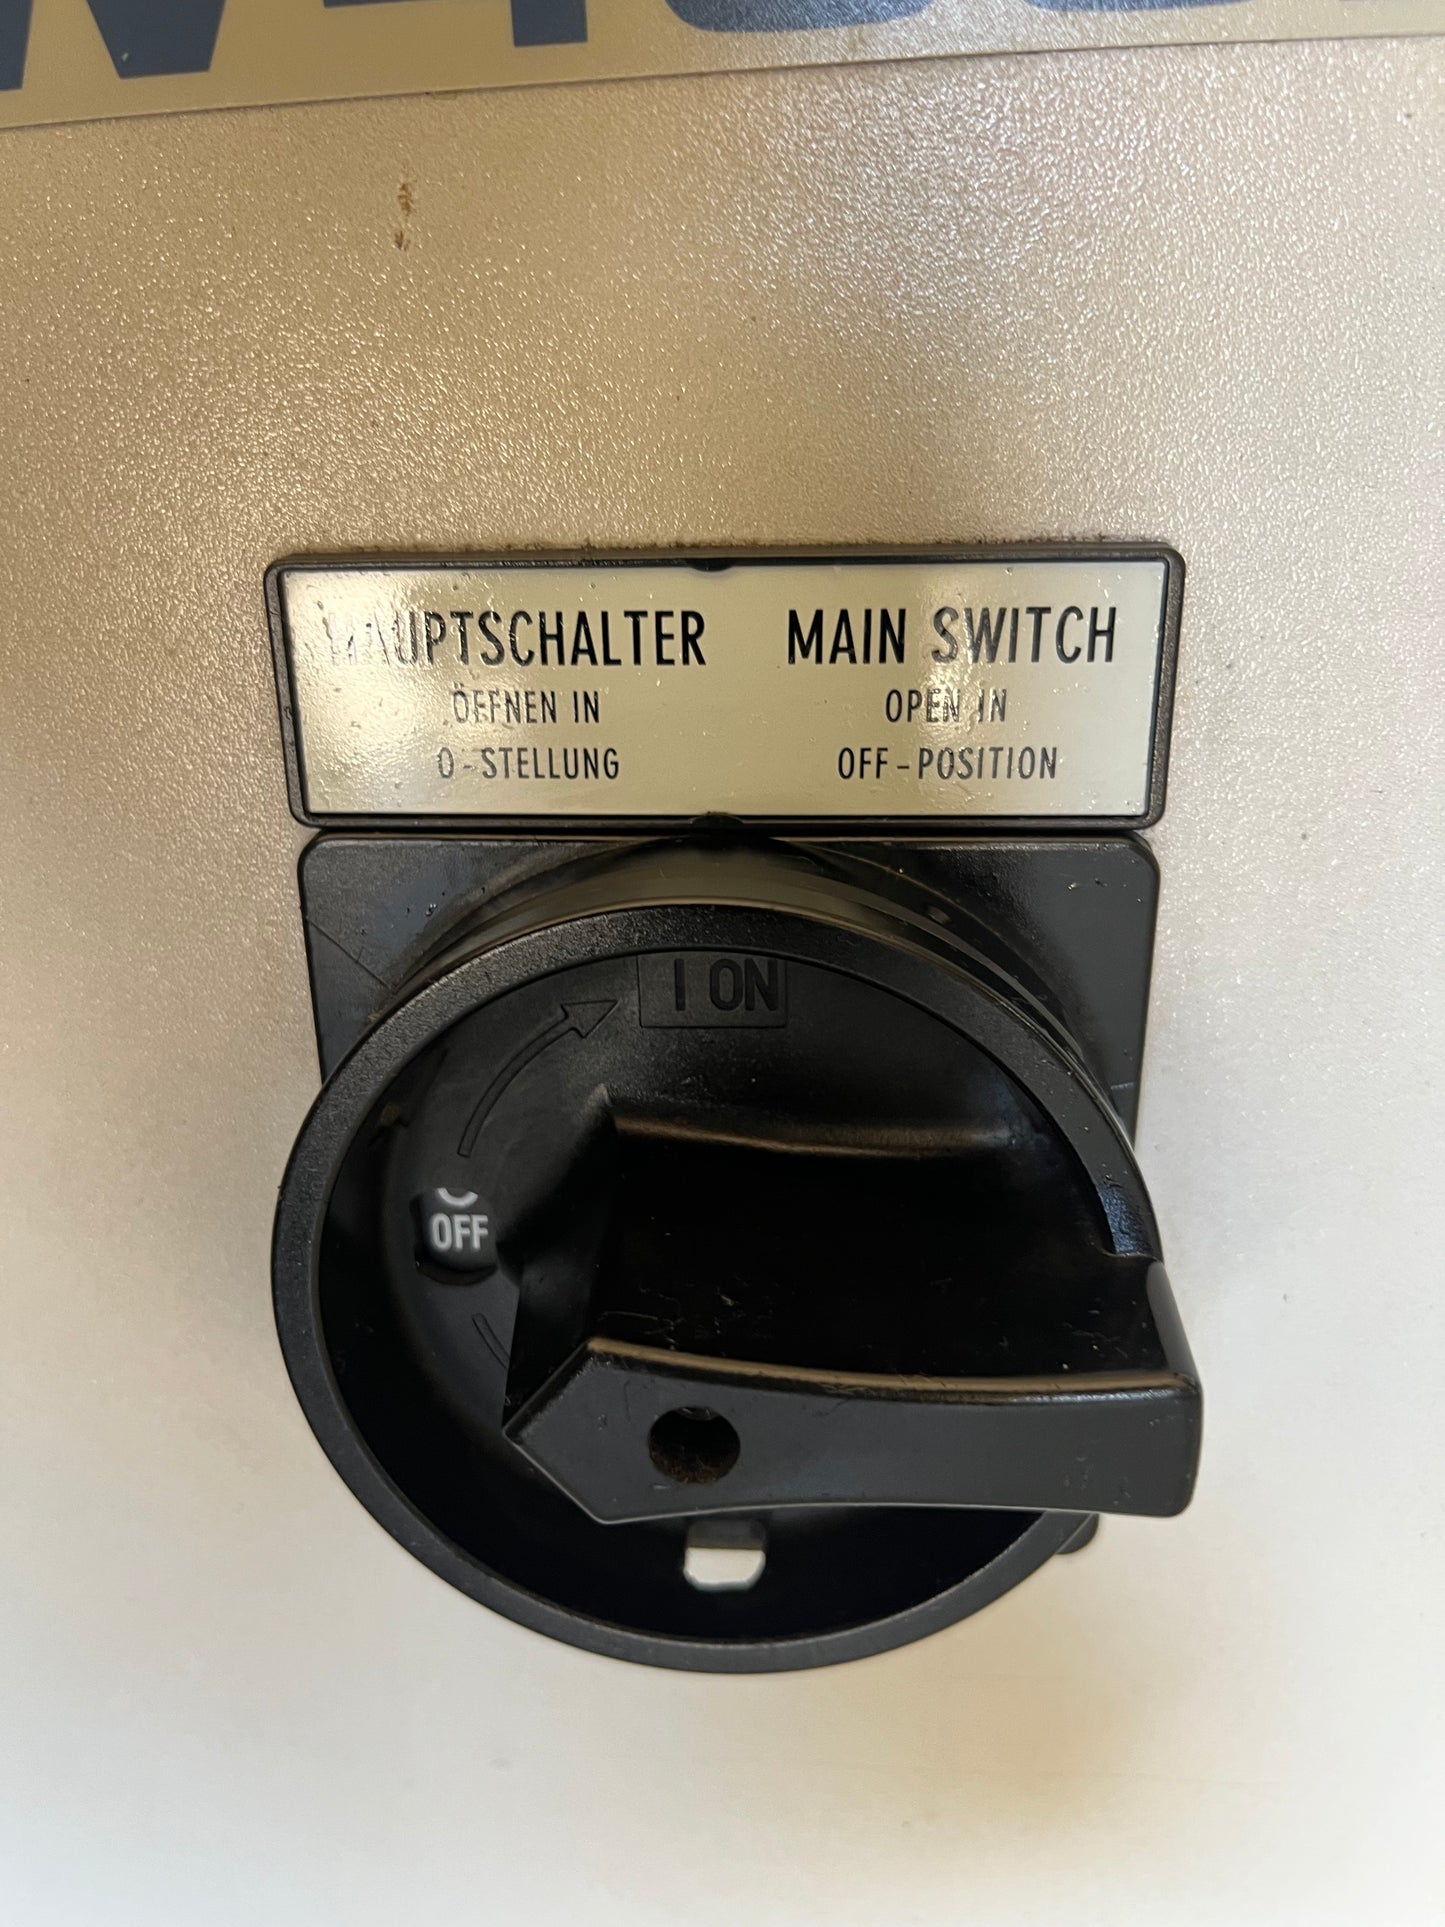 HAUPTSCHALTER
ÖFFNEN IN
0-STELLUNG
MAIN SWITCH
OPEN IN
OFF-POSITION
I ON
OFF